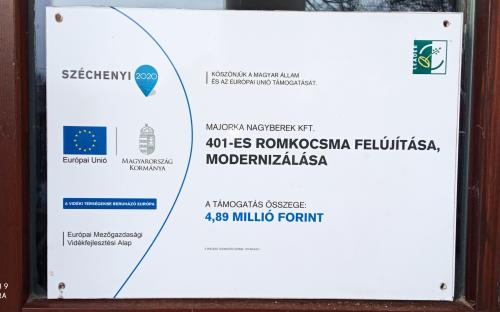 SZÉCHENYI 2020
KÖSZÖNJÜK A MAGYAR ÁLLAM
ÉS AZ EURÓPAI UNIÓ TÁMOGATÁSÁT.
LEADER
Európai Unió
MAGYARORSZÁG
KORMÁNYA
MAJORKA NAGYBEREK KFT.
401-ES ROMKOCSMA FELÚJÍTÁSA,
MODERNIZÁLÁSA
A VIDÉKI TÉRSÉGEKBE BERUHÁZÓ EURÓPA
A TÁMOGATÁS ÖSSZEGE:
4,89 MILLIÓ FORINT
Európai Mezőgazdasági
Vidékfejlesztési Alap